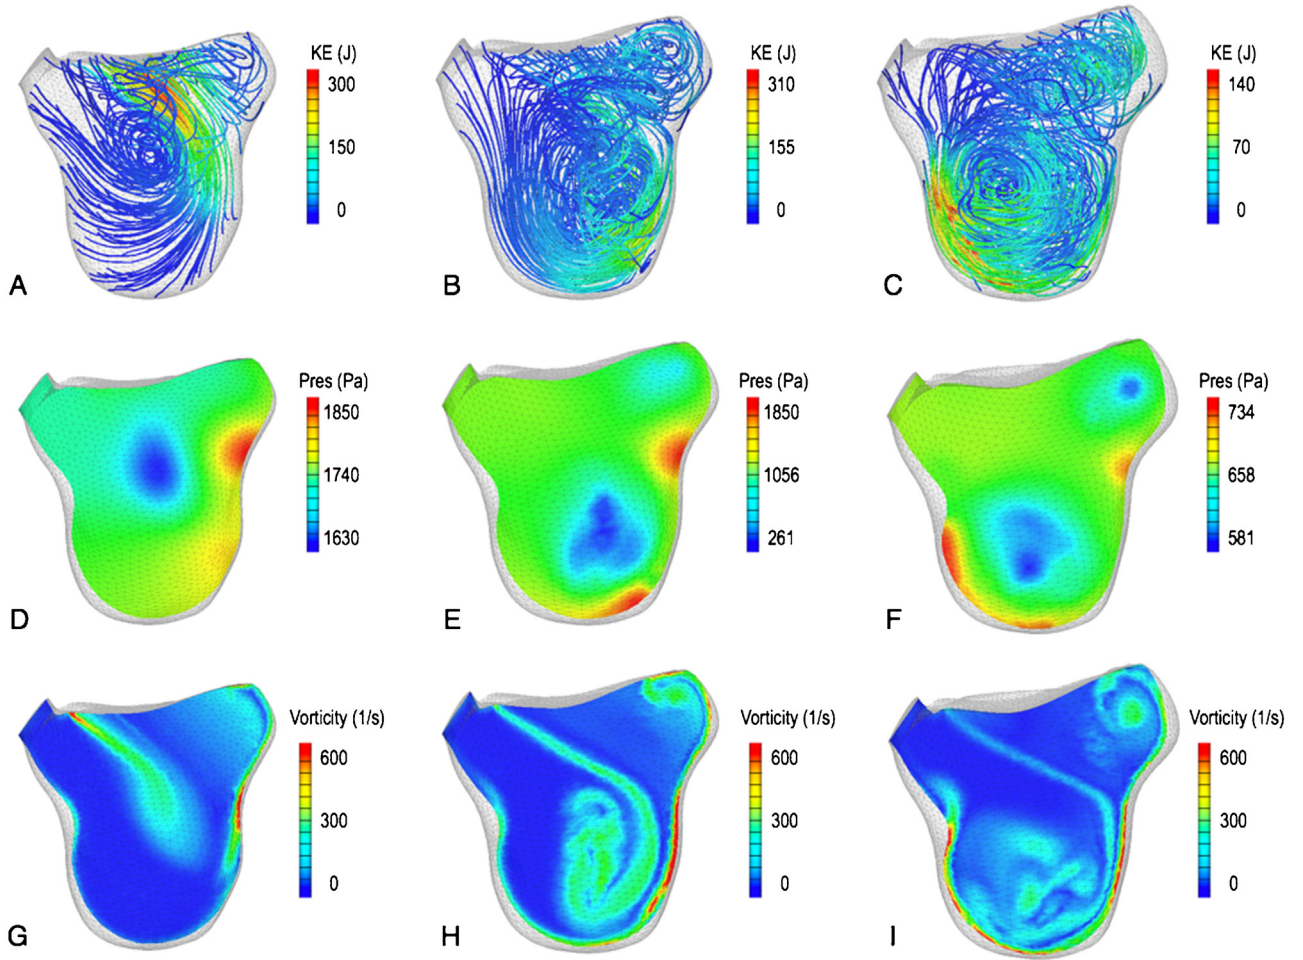 KE (J)
300
150
0
A
KE (J)
310
155
0
B
KE (J)
140
70
0
C
Pres (Pa)
1850
1740
1630
D
Pres (Pa)
1850
1056
261
E
Pres (Pa)
734
658
581
F
Vorticity (1/s)
600
300
0
G
Vorticity (1/s)
600
300
0
H
Vorticity (1/s)
600
300
0
I